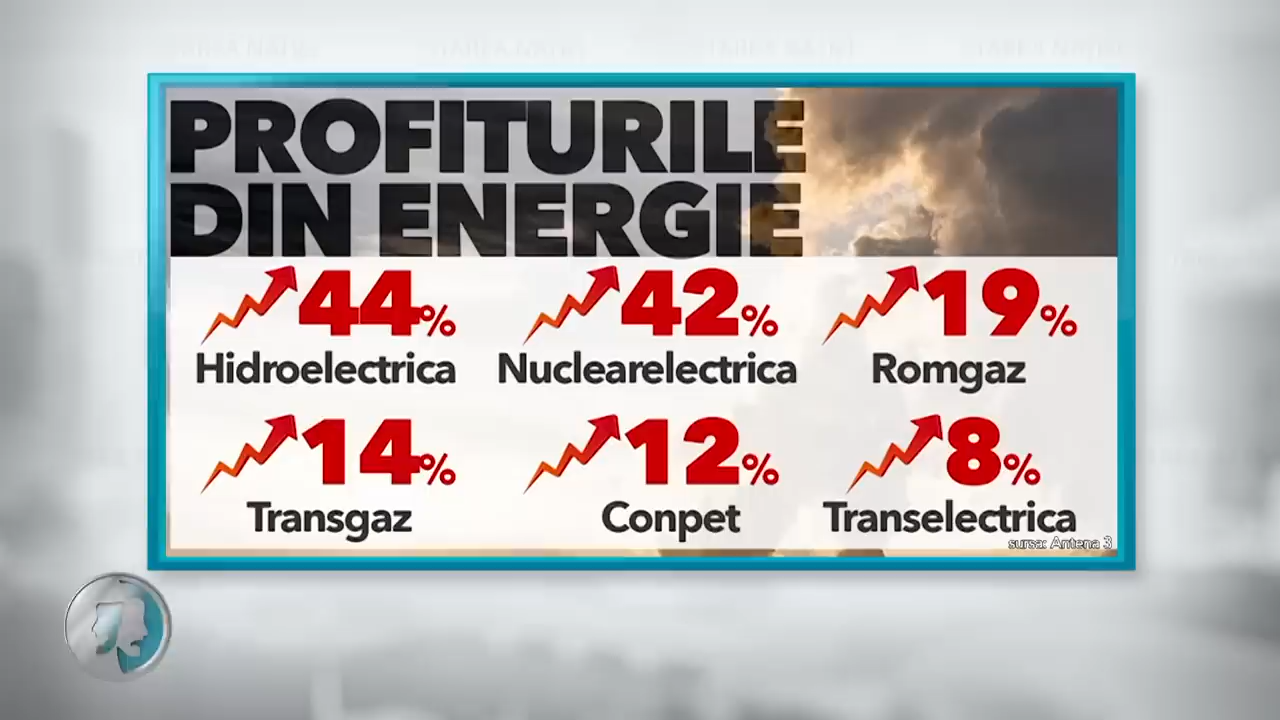 PROFITURILE
DIN ENERGIE
44% 42% 19%
Hidroelectrica Nuclearelectrica Romgaz
14% 12% 8%
Transgaz Conpet Transelectrica
sursa: Antena 3